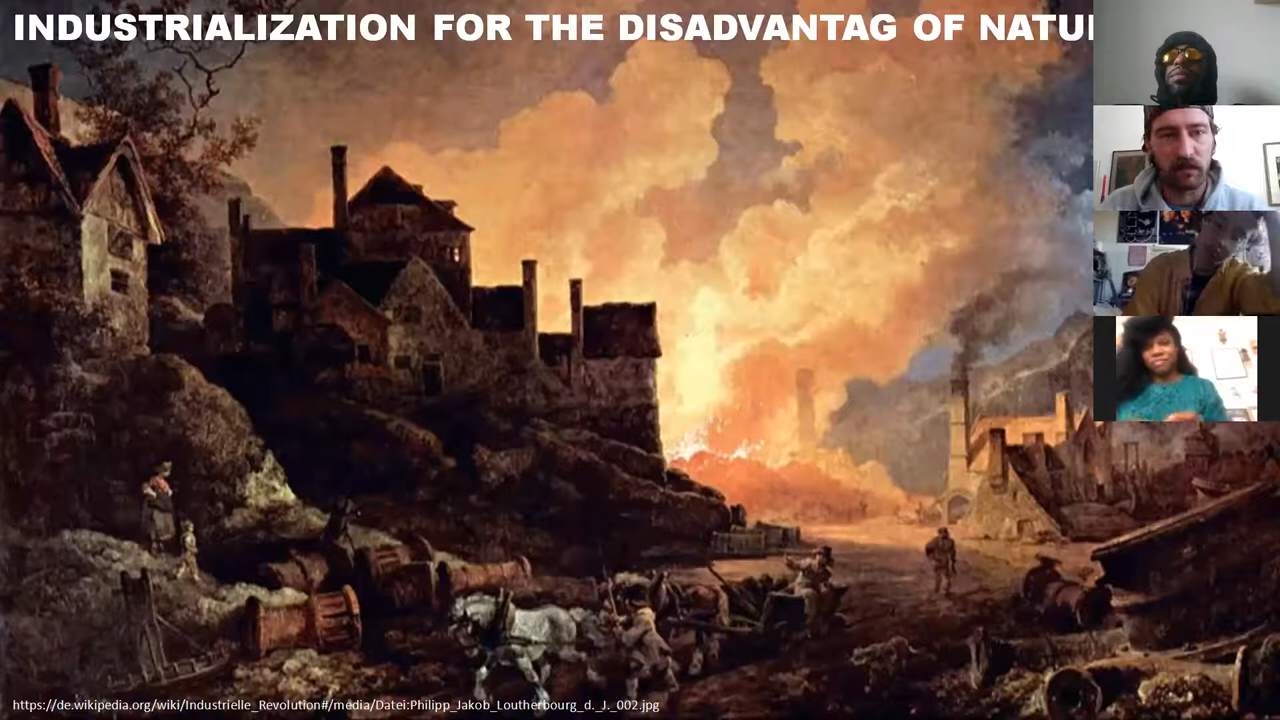 INDUSTRIALIZATION FOR THE DISADVANTAG OF NATU
https://de.wikipedia.org/wiki/Industrielle_Revolution#/media/Datei:Philipp_Jakob_Loutherbourg_d._J._002.jpg